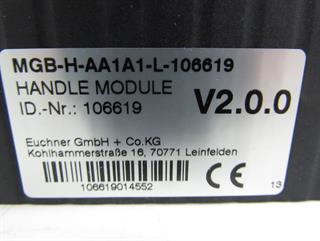 MGB-H-AA1A1-L-106619
HANDLE MODULE
ID.-Nr.: 106619 V2.0.0
Euchner GmbH + Co.KG
Kohlhammerstraße 16, 70771 Leinfelden
106619014552
CE
13